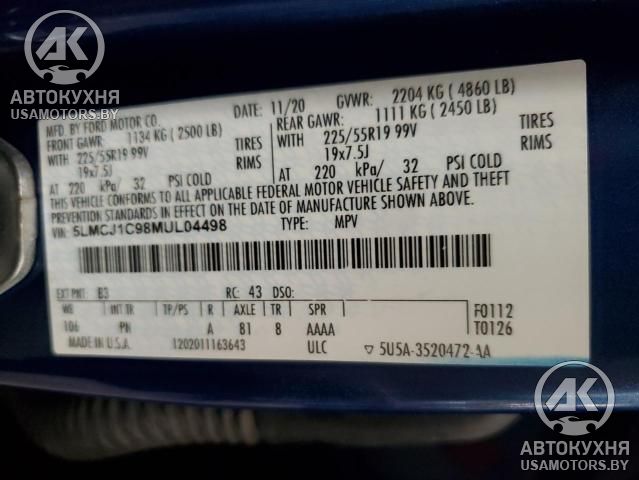 АК
АВТОКУХНЯ
USAMOTORS.BY
MFD. BY FORD MOTOR CO.
DATE: 11/20 GVWR: 2204 KG ( 4860 LB)
FRONT GAWR: 1134 KG ( 2500 LB)
REAR GAWR: 1111 KG ( 2450 LB)
WITH 225/55R19 99V TIRES
WITH 225/55R19 99V TIRES
19x7.5J RIMS
19x7.5J RIMS
AT 220 kPa/ 32 PSI COLD
AT 220 kPa/ 32 PSI COLD
THIS VEHICLE CONFORMS TO ALL APPLICABLE FEDERAL MOTOR VEHICLE SAFETY AND THEFT
PREVENTION STANDARDS IN EFFECT ON THE DATE OF MANUFACTURE SHOWN ABOVE.
VIN: 5LMCJ1C98MUL04498 TYPE: MPV
EXT PNT: B3 RC: 43 DSO:
WB INT TR TP/PS R AXLE TR SPR
106 PN A 81 8 AAAA
F0112
T0126
MADE IN U.S.A. 1202011163643 ULC ▽ 5U5A-3520472-AA
АК
АВТОКУХНЯ
USAMOTORS.BY